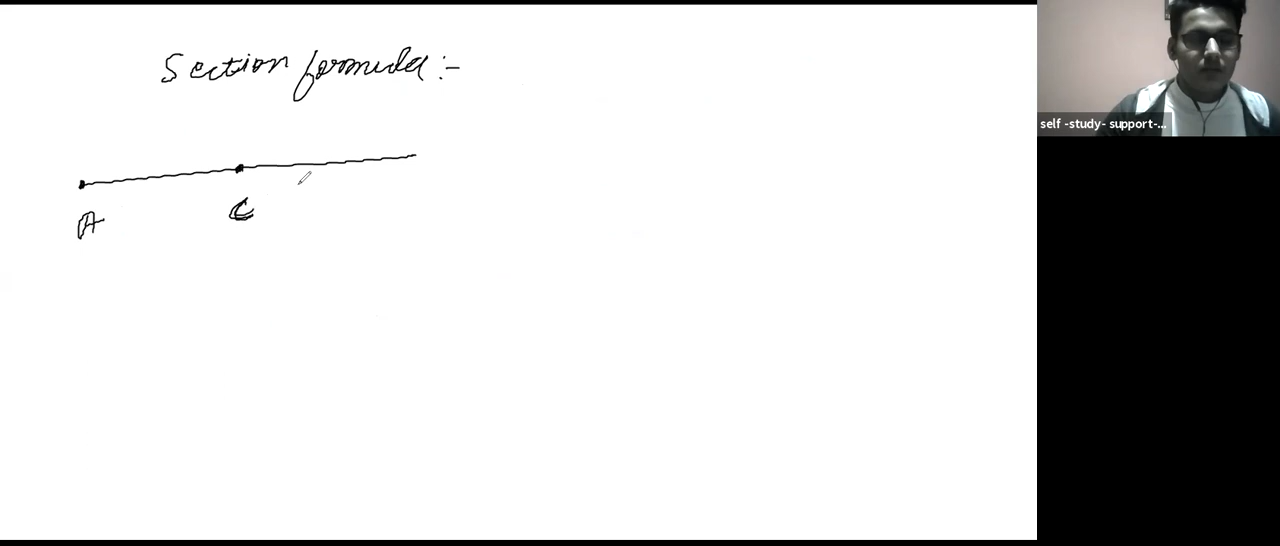 Section formula :-
self -study- support-...
A
C